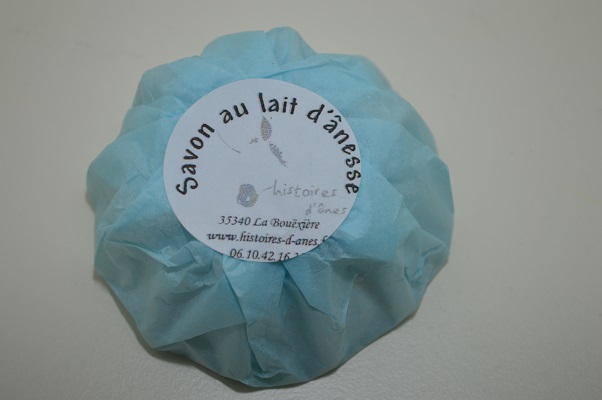 Savon au lait d'ânesse
histoires
d'ânes
35340 La Bouëxière
www.histoires-d-anes.f
06.10.42.16.